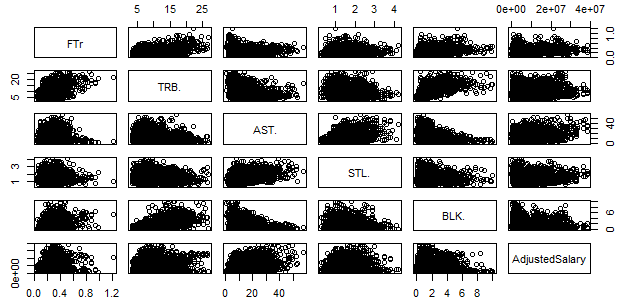 5 15 25
1 2 3 4
0e+00 2e+07 4e+07
FTr
0.0 1.0
5 20
TRB.
AST.
0 40
1 3
STL.
BLK.
0 6
0e+00
AdjustedSalary
0.0 0.4 0.8 1.2
0 20 40
0 2 4 6 8